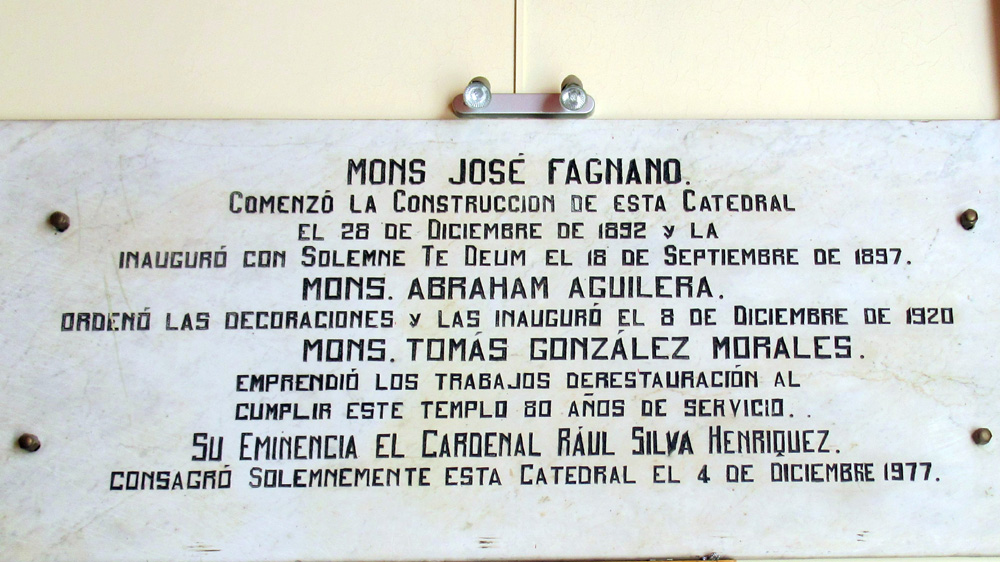 MONS JOSÉ FAGNANO.
COMENZÓ LA CONSTRUCCION DE ESTA CATEDRAL
EL 28 DE DICIEMBRE DE 1892 y LA
INAUGURÓ CON SOLEMNE TE DEUM EL 18 DE SEPTIEMBRE DE 1897.
MONS. ABRAHAM AGUILERA.
ORDENÓ LAS DECORACIONES y LAS INAUGURÓ EL 8 DE DICIEMBRE DE 1920
MONS. TOMÁS GONZÁLEZ MORALES.
EMPRENDIÓ LOS TRABAJOS DERESTAURACIÓN AL
CUMPLIR ESTE TEMPLO 80 AÑOS DE SERVICIO. .
SU EMINENCIA EL CARDENAL RÁUL SILVA HENRIQUEZ.
CONSAGRÓ SOLEMNEMENTE ESTA CATEDRAL EL 4 DE DICIEMBRE 1977.